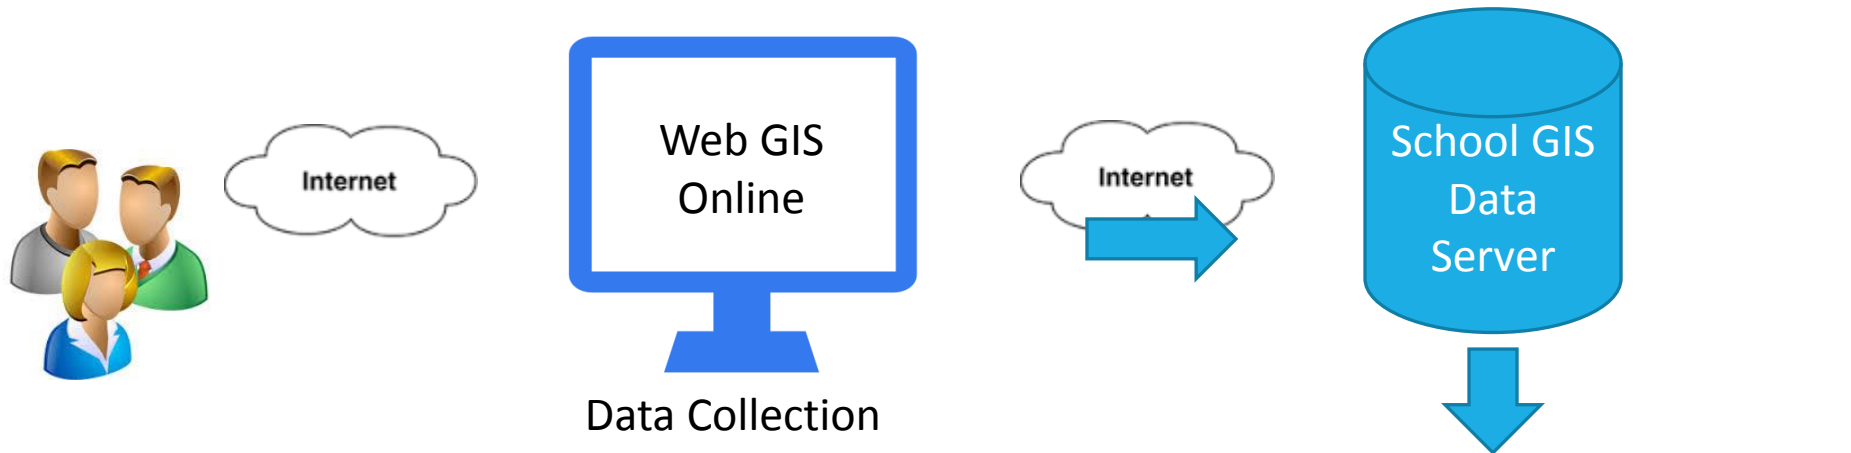 Internet
Web GIS
Online
Data Collection
Internet
School GIS
Data
Server